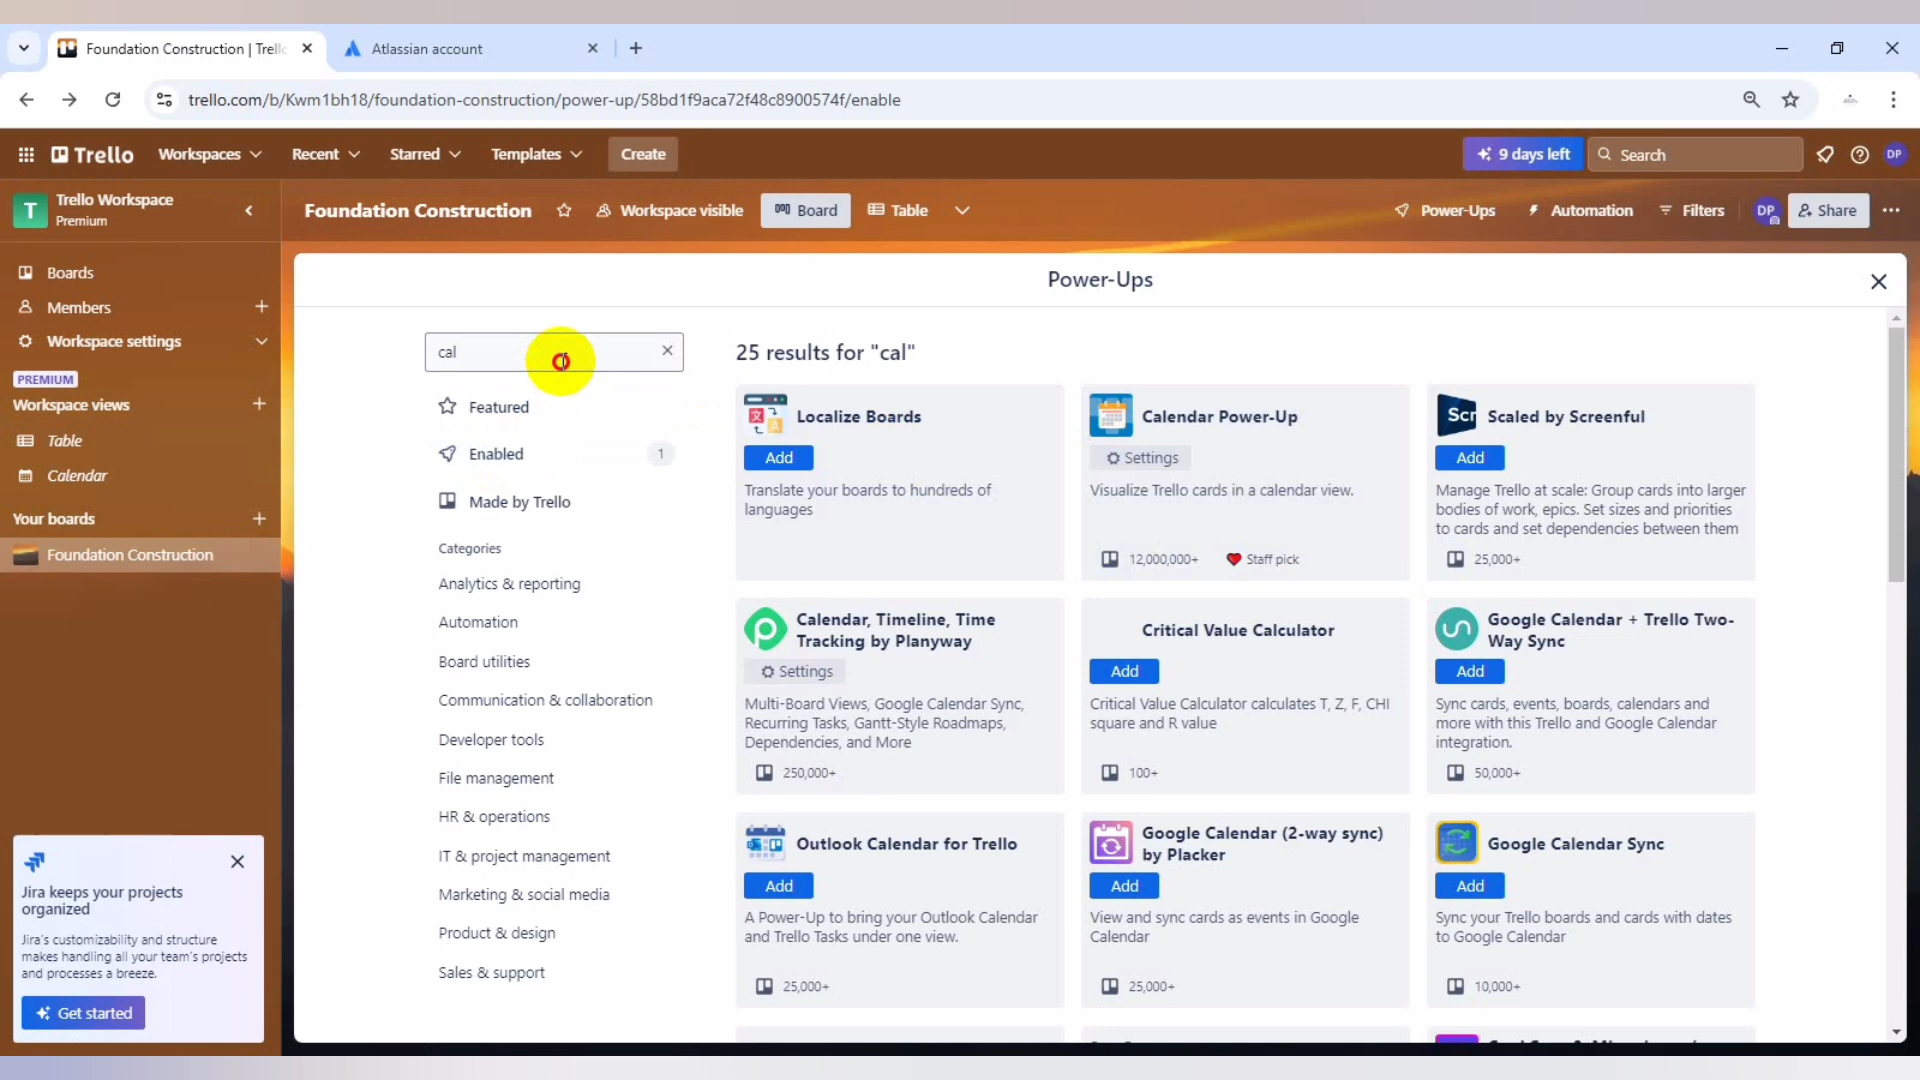 Foundation Construction | Trell
Atlassian account
trello.com/b/Kwm1bh18/foundation-construction/power-up/58bd1f9aca72f48c8900574f/enable
Trello
Workspaces
Recent
Starred
Templates
Create
9 days left
Search
DP
T
Trello Workspace
Premium
Foundation Construction
Workspace visible
Board
Table
Power-Ups
Automation
Filters
DP
Share
Boards
Members
Workspace settings
PREMIUM
Workspace views
Table
Calendar
Your boards
Foundation Construction
Jira keeps your projects
organized
Jira's customizability and structure
makes handling all your team's projects
and processes a breeze.
Get started
Power-Ups
cal
Featured
Enabled
1
Made by Trello
Categories
Analytics & reporting
Automation
Board utilities
Communication & collaboration
Developer tools
File management
HR & operations
IT & project management
Marketing & social media
Product & design
Sales & support
25 results for "cal"
Localize Boards
Add
Translate your boards to hundreds of
languages
Calendar Power-Up
Settings
Visualize Trello cards in a calendar view.
12,000,000+
Staff pick
Scr
Scaled by Screenful
Add
Manage Trello at scale: Group cards into larger
bodies of work, epics. Set sizes and priorities
to cards and set dependencies between them
25,000+
Calendar, Timeline, Time
Tracking by Planyway
Settings
Multi-Board Views, Google Calendar Sync,
Recurring Tasks, Gantt-Style Roadmaps,
Dependencies, and More
250,000+
Critical Value Calculator
Add
Critical Value Calculator calculates T, Z, F, CHI
square and R value
100+
Google Calendar + Trello Two-
Way Sync
Add
Sync cards, events, boards, calendars and
more with this Trello and Google Calendar
integration.
50,000+
Outlook Calendar for Trello
Add
A Power-Up to bring your Outlook Calendar
and Trello Tasks under one view.
25,000+
Google Calendar (2-way sync)
by Placker
Add
View and sync cards as events in Google
Calendar
25,000+
Google Calendar Sync
Add
Sync your Trello boards and cards with dates
to Google Calendar
10,000+